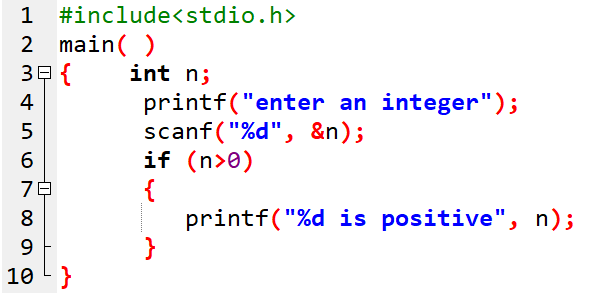 1 #include<stdio.h>
2 main( )
3 {    int n;
4      printf("enter an integer");
5      scanf("%d", &n);
6      if (n>0)
7      {
8         printf("%d is positive", n);
9      }
10 }